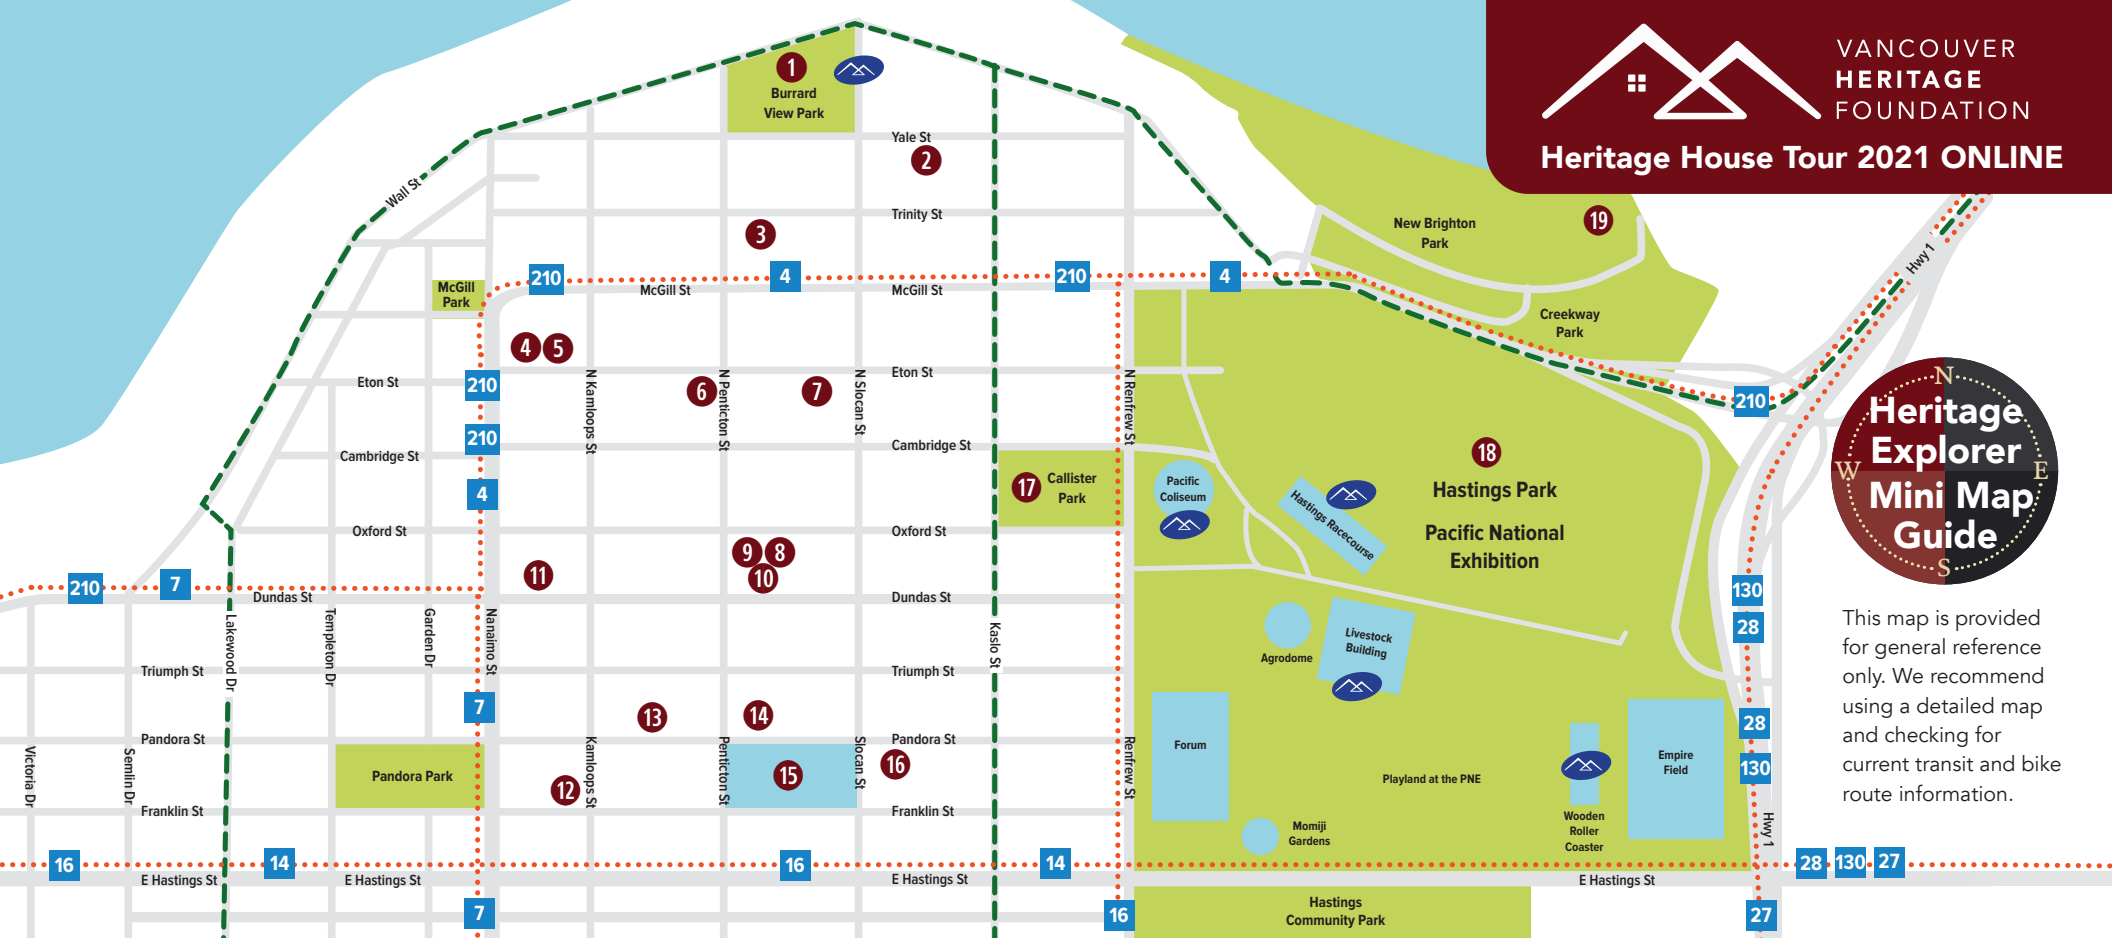 VANCOUVER
HERITAGE
FOUNDATION
Heritage House Tour 2021 ONLINE
1
Burrard
View Park
Yale St
2
Wall St
Trinity St
3
New Brighton
Park
19
Hwy 1
210
4
210
4
McGill
Park
McGill St
McGill St
Creekway
Park
4
5
Eton St
210
N Kamloops St
6
N Penticton St
7
N Slocan St
Eton St
N Renfrew St
210
N
Heritage
Explorer
W
E
Mini Map
Guide
S
210
Cambridge St
Cambridge St
18
Hastings Park
Pacific National
Exhibition
4
17
Callister
Park
Pacific
Coliseum
Hastings Racecourse
Oxford St
Oxford St
9
8
10
11
210
7
Dundas St
Dundas St
130
28
This map is provided
for general reference
only. We recommend
using a detailed map
and checking for
current transit and bike
route information.
Lakewood Dr
Templeton Dr
Garden Dr
Nanaimo St
Kaslo St
Agrodome
Livestock
Building
Triumph St
Triumph St
7
13
14
28
Pandora St
Pandora St
Victoria Dr
Semlin Dr
Pandora Park
Kamloops St
12
Penticton St
15
Slocan St
16
Renfrew St
Forum
Playland at the PNE
Empire
Field
130
Franklin St
Franklin St
Momiji
Gardens
Wooden
Roller
Coaster
Hwy 1
16
14
16
14
28
130
27
E Hastings St
E Hastings St
E Hastings St
E Hastings St
7
16
Hastings
Community Park
27